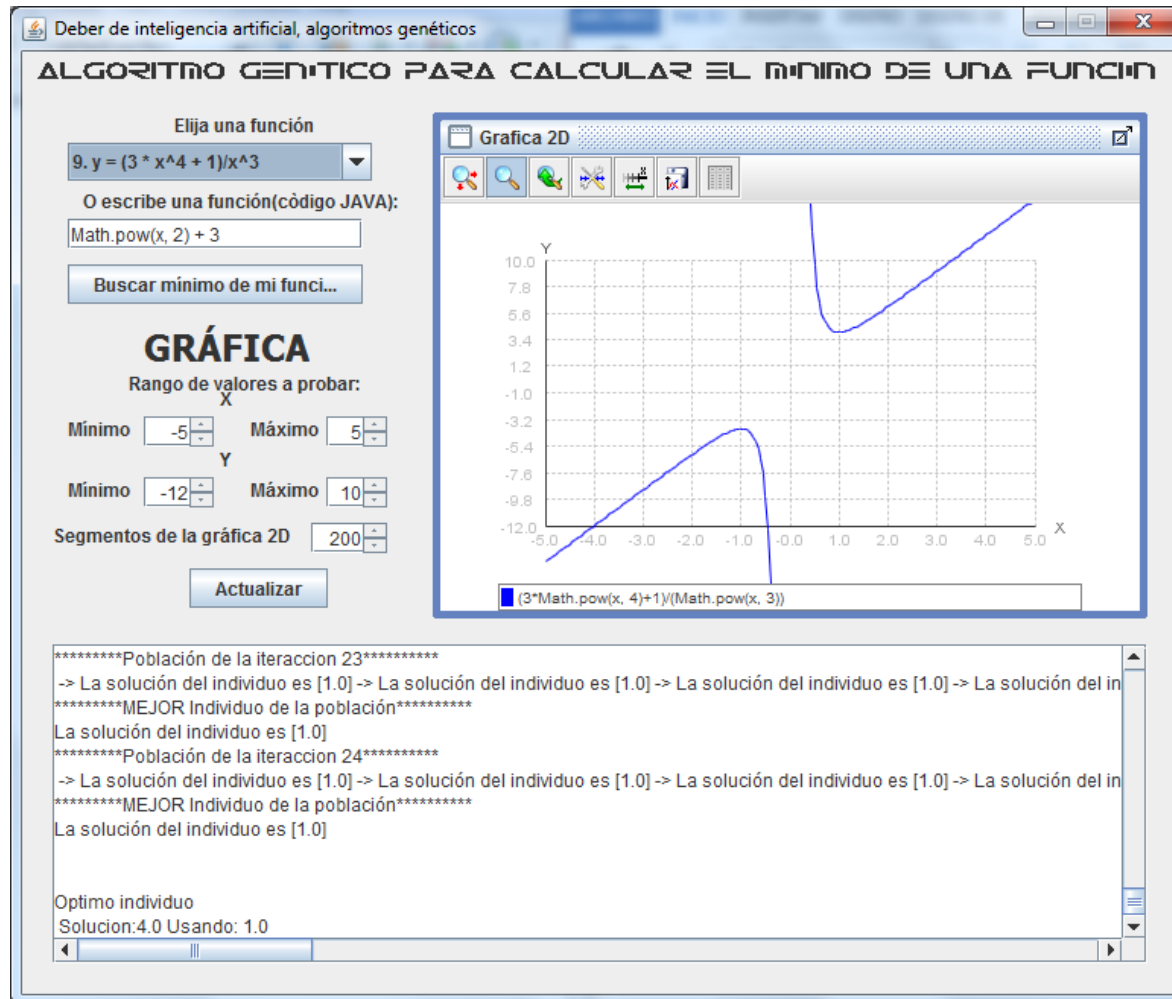 Deber de inteligencia artificial, algoritmos genéticos
ALGORITMO GENTICO PARA CALCULAR EL MNIMO DE UNA FUNCIN
Elija una función
9. y = (3 * x^4 + 1)/x^3
O escribe una función(còdigo JAVA):
Math.pow(x, 2) + 3
Buscar mínimo de mi funci...
GRÁFICA
Rango de valores a probar:
X
Mínimo -5 Máximo 5
Y
Mínimo -12 Máximo 10
Segmentos de la gráfica 2D 200
Actualizar
Grafica 2D
Y
10.0
7.8
5.6
3.4
1.2
-1.0
-3.2
-5.4
-7.6
-9.8
-12.0
-5.0 -4.0 -3.0 -2.0 -1.0 -0.0 1.0 2.0 3.0 4.0 5.0 X
(3*Math.pow(x, 4)+1)/(Math.pow(x, 3))
*********Población de la iteraccion 23**********
-> La solución del individuo es [1.0] -> La solución del individuo es [1.0] -> La solución del individuo es [1.0] -> La solución del in
*********MEJOR Individuo de la población**********
La solución del individuo es [1.0]
*********Población de la iteraccion 24**********
-> La solución del individuo es [1.0] -> La solución del individuo es [1.0] -> La solución del individuo es [1.0] -> La solución del in
*********MEJOR Individuo de la población**********
La solución del individuo es [1.0]
Optimo individuo
Solucion:4.0 Usando: 1.0